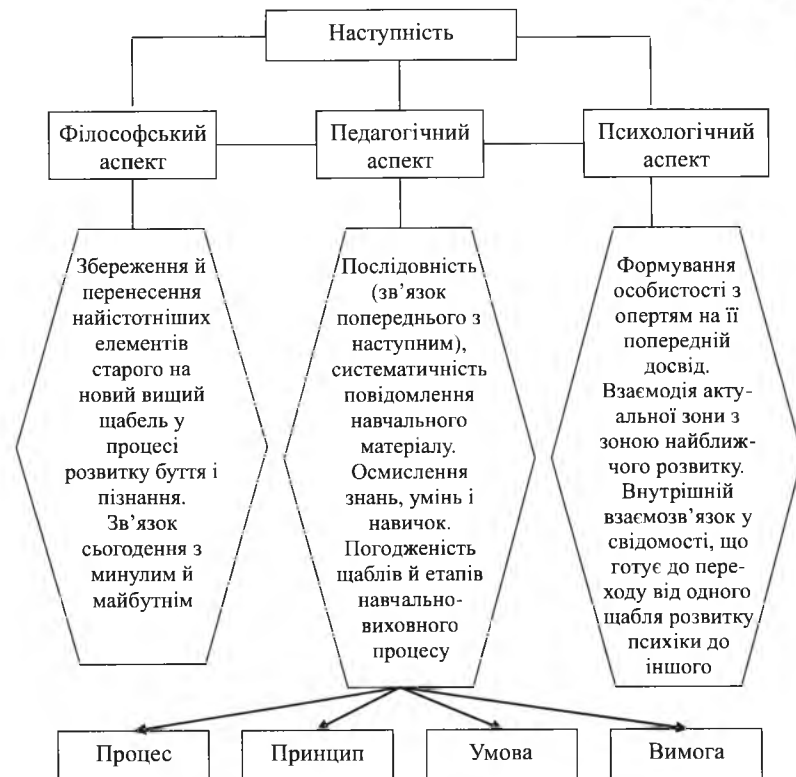 Наступність
Філософський
аспект
Педагогічний
аспект
Психологічний
аспект
Збереження й
перенесення
найістотніших
елементів
старого на
новий вищий
щабель у
процесі
розвитку буття і
пізнання.
Зв’язок
сьогодення з
минулим й
майбутнім
Послідовність
(зв’язок
попереднього з
наступним),
систематичність
повідомлення
навчального
матеріалу.
Осмислення
знань, умінь і
навичок.
Погодженість
щаблів й етапів
навчально-
виховного
процесу
Формування
особистості з
опертям на її
попередній
досвід.
Взаємодія акту-
альної зони з
зоною найближ-
чого розвитку.
Внутрішній
взаємозв’язок у
свідомості, що
готує до пере-
ходу від одного
щабля розвитку
психіки до
іншого
Процес
Принцип
Умова
Вимога